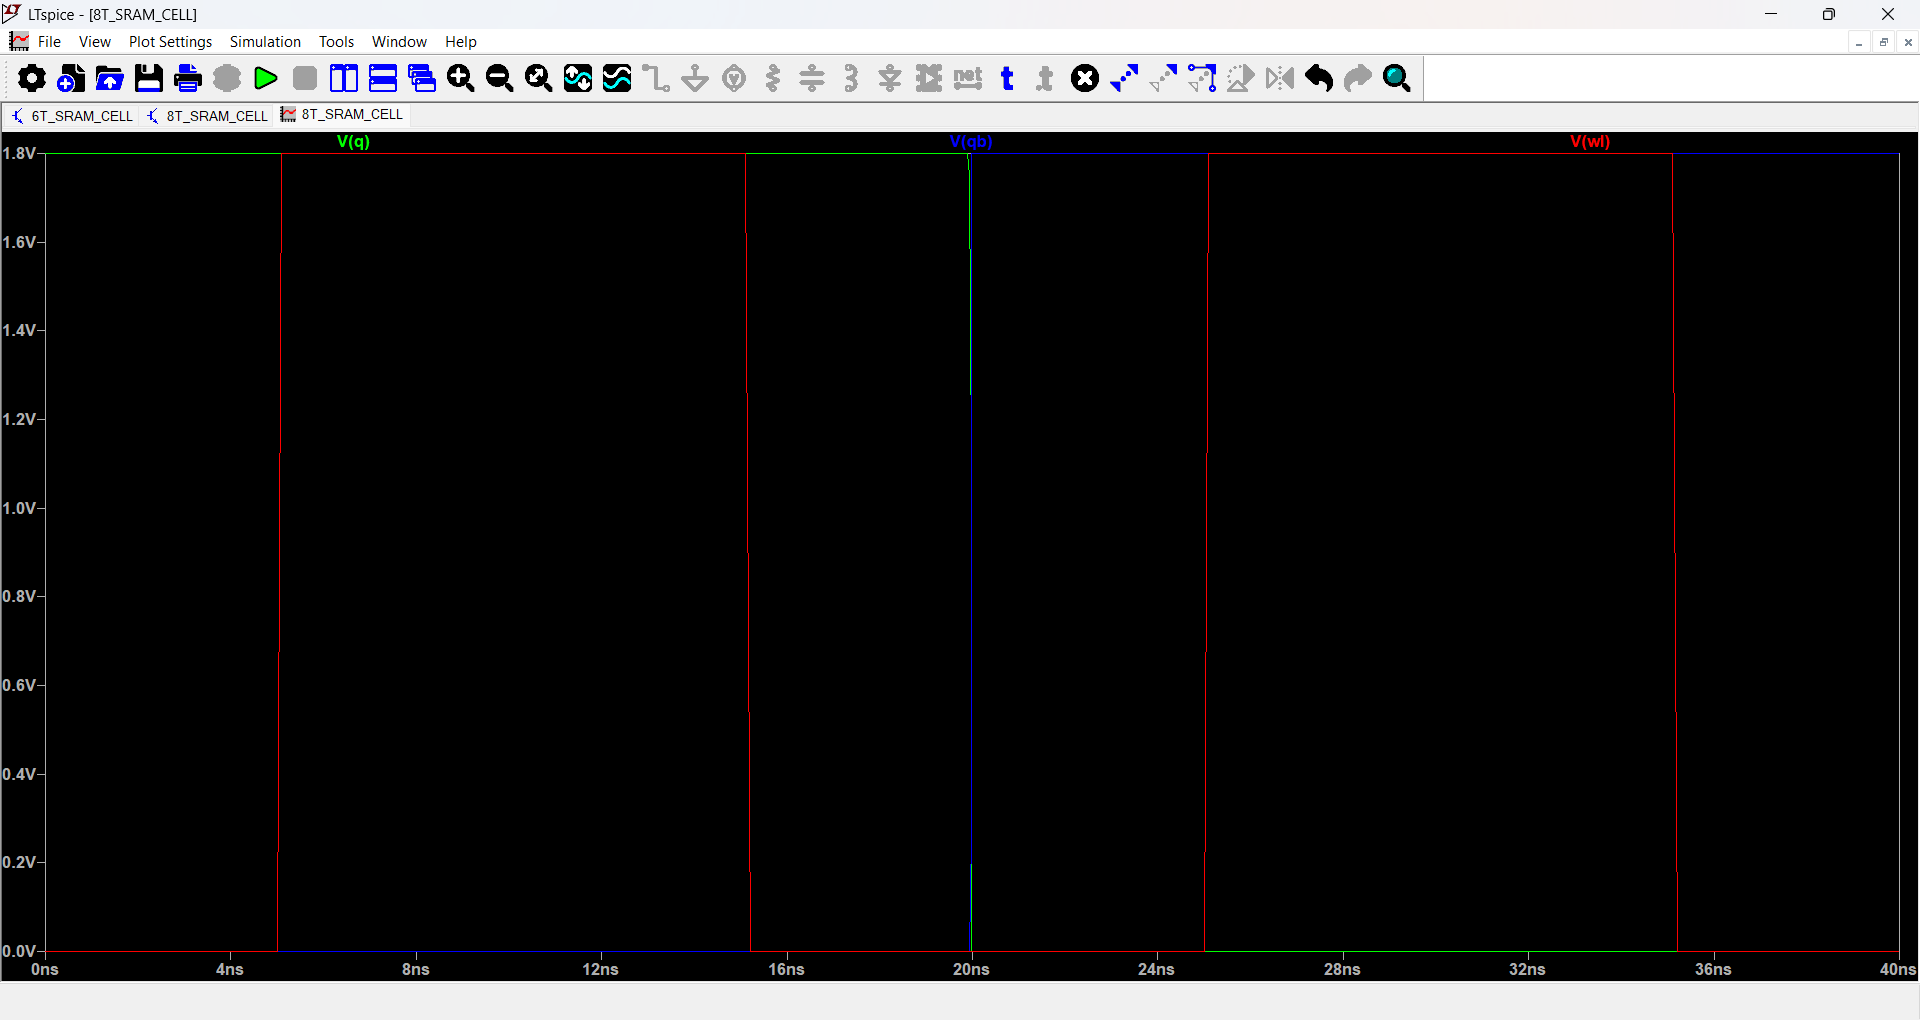 LTspice - [8T_SRAM_CELL]
File View Plot Settings Simulation Tools Window Help
net t .t
6T_SRAM_CELL 8T_SRAM_CELL 8T_SRAM_CELL
V(q) V(qb) V(wl)
1.8V
1.6V
1.4V
1.2V
1.0V
0.8V
0.6V
0.4V
0.2V
0.0V
0ns 4ns 8ns 12ns 16ns 20ns 24ns 28ns 32ns 36ns 40ns